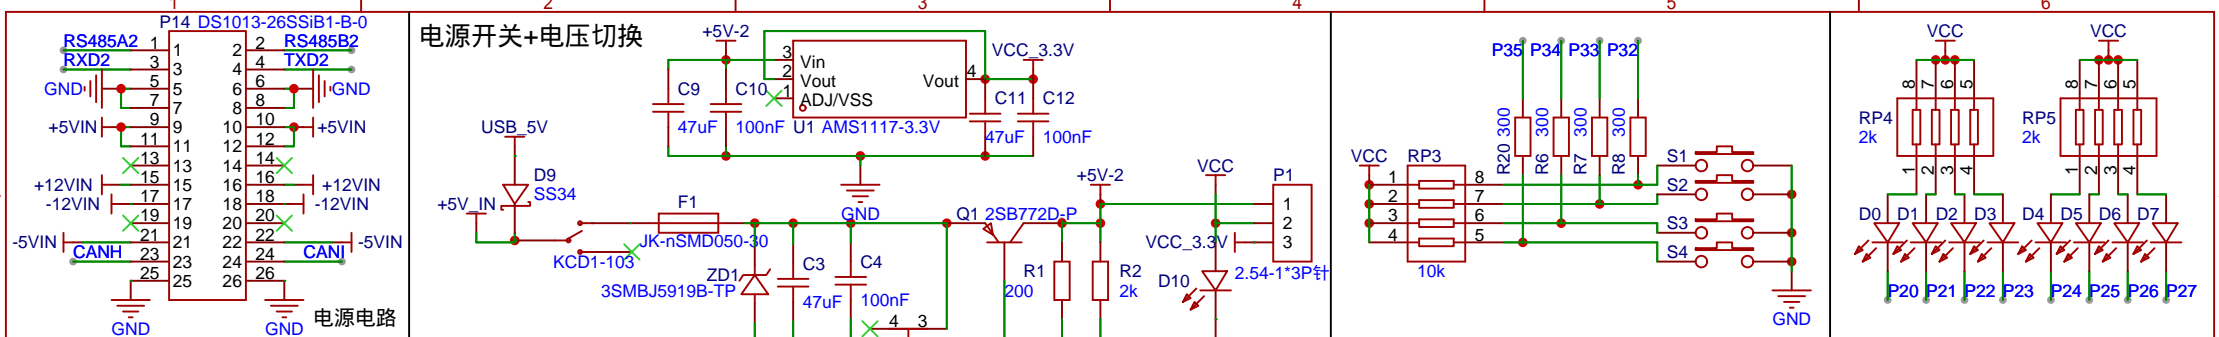 1 2 3 4 5 6
P14 DS1013-26SSiB1-B-0
RS485A2 1 1 2 2 RS485B2
RXD2 3 3 4 4 TXD2
GND 5 5 6 6 GND
7 7 8 8
+5VIN 9 9 10 10 +5VIN
11 11 12 12
13 13 14 14
+12VIN 15 15 16 16 +12VIN
-12VIN 17 17 18 18 -12VIN
19 19 20 20
-5VIN 21 21 22 22 -5VIN
CANH 23 23 24 24 CANI
25 25 26 26
GND GND
电源电路
电源开关+电压切换
+5V-2
VCC_3.3V
3 Vin
2 Vout Vout 4
1 ADJ/VSS
U1 AMS1117-3.3V
C9 47uF
C10 100nF
C11 47uF
C12 100nF
GND
USB_5V
D9
SS34
+5V_IN
KCD1-103
F1
JK-nSMD050-30
ZD1
3SMBJ5919B-TP
C3
47uF
C4
100nF
4 3
Q1 2SB772D-P
+5V-2
R1
200
R2
2k
VCC
VCC_3.3V
D10
P1
1
2
3
2.54-1*3P针
P35 P34 P33 P32
R20 300
R6 300
R7 300
R8 300
VCC RP3
1 8
2 7
3 6
4 5
10k
S1
S2
S3
S4
GND
VCC VCC
8 7 6 5 8 7 6 5
RP4
2k
RP5
2k
1 2 3 4 1 2 3 4
D0 D1 D2 D3 D4 D5 D6 D7
P20 P21 P22 P23 P24 P25 P26 P27